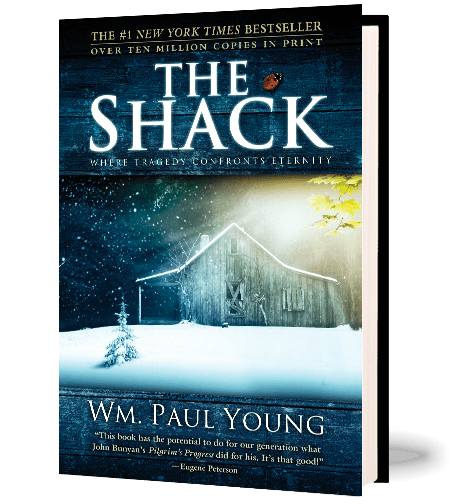 THE #1 NEW YORK TIMES BESTSELLER
OVER TEN MILLION COPIES IN PRINT
THE
SHACK
WHERE TRAGEDY CONFRONTS ETERNITY
WM. PAUL YOUNG
"This book has the potential to do for our generation what
John Bunyan's Pilgrim's Progress did for his. It's that good!"
—EUGENE PETERSON